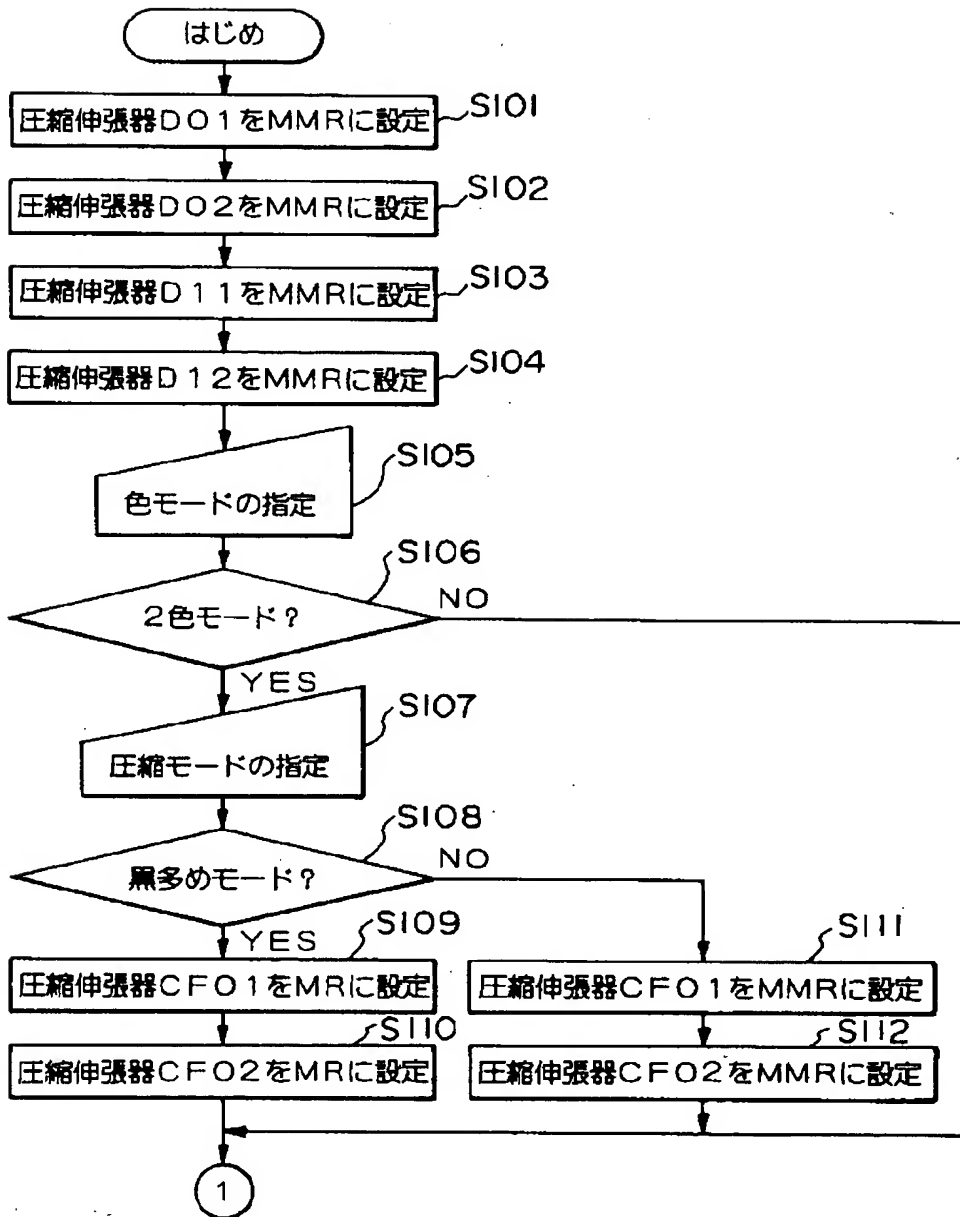 はじめ
圧縮伸張器D01をMMRに設定
S101
圧縮伸張器D02をMMRに設定
S102
圧縮伸張器D11をMMRに設定
S103
圧縮伸張器D12をMMRに設定
S104
色モードの指定
S105
2色モード?
S106
NO
YES
圧縮モードの指定
S107
黒多めモード?
S108
NO
YES
圧縮伸張器CF01をMRに設定
S109
圧縮伸張器CF01をMMRに設定
S111
圧縮伸張器CF02をMRに設定
S110
圧縮伸張器CF02をMMRに設定
S112
1